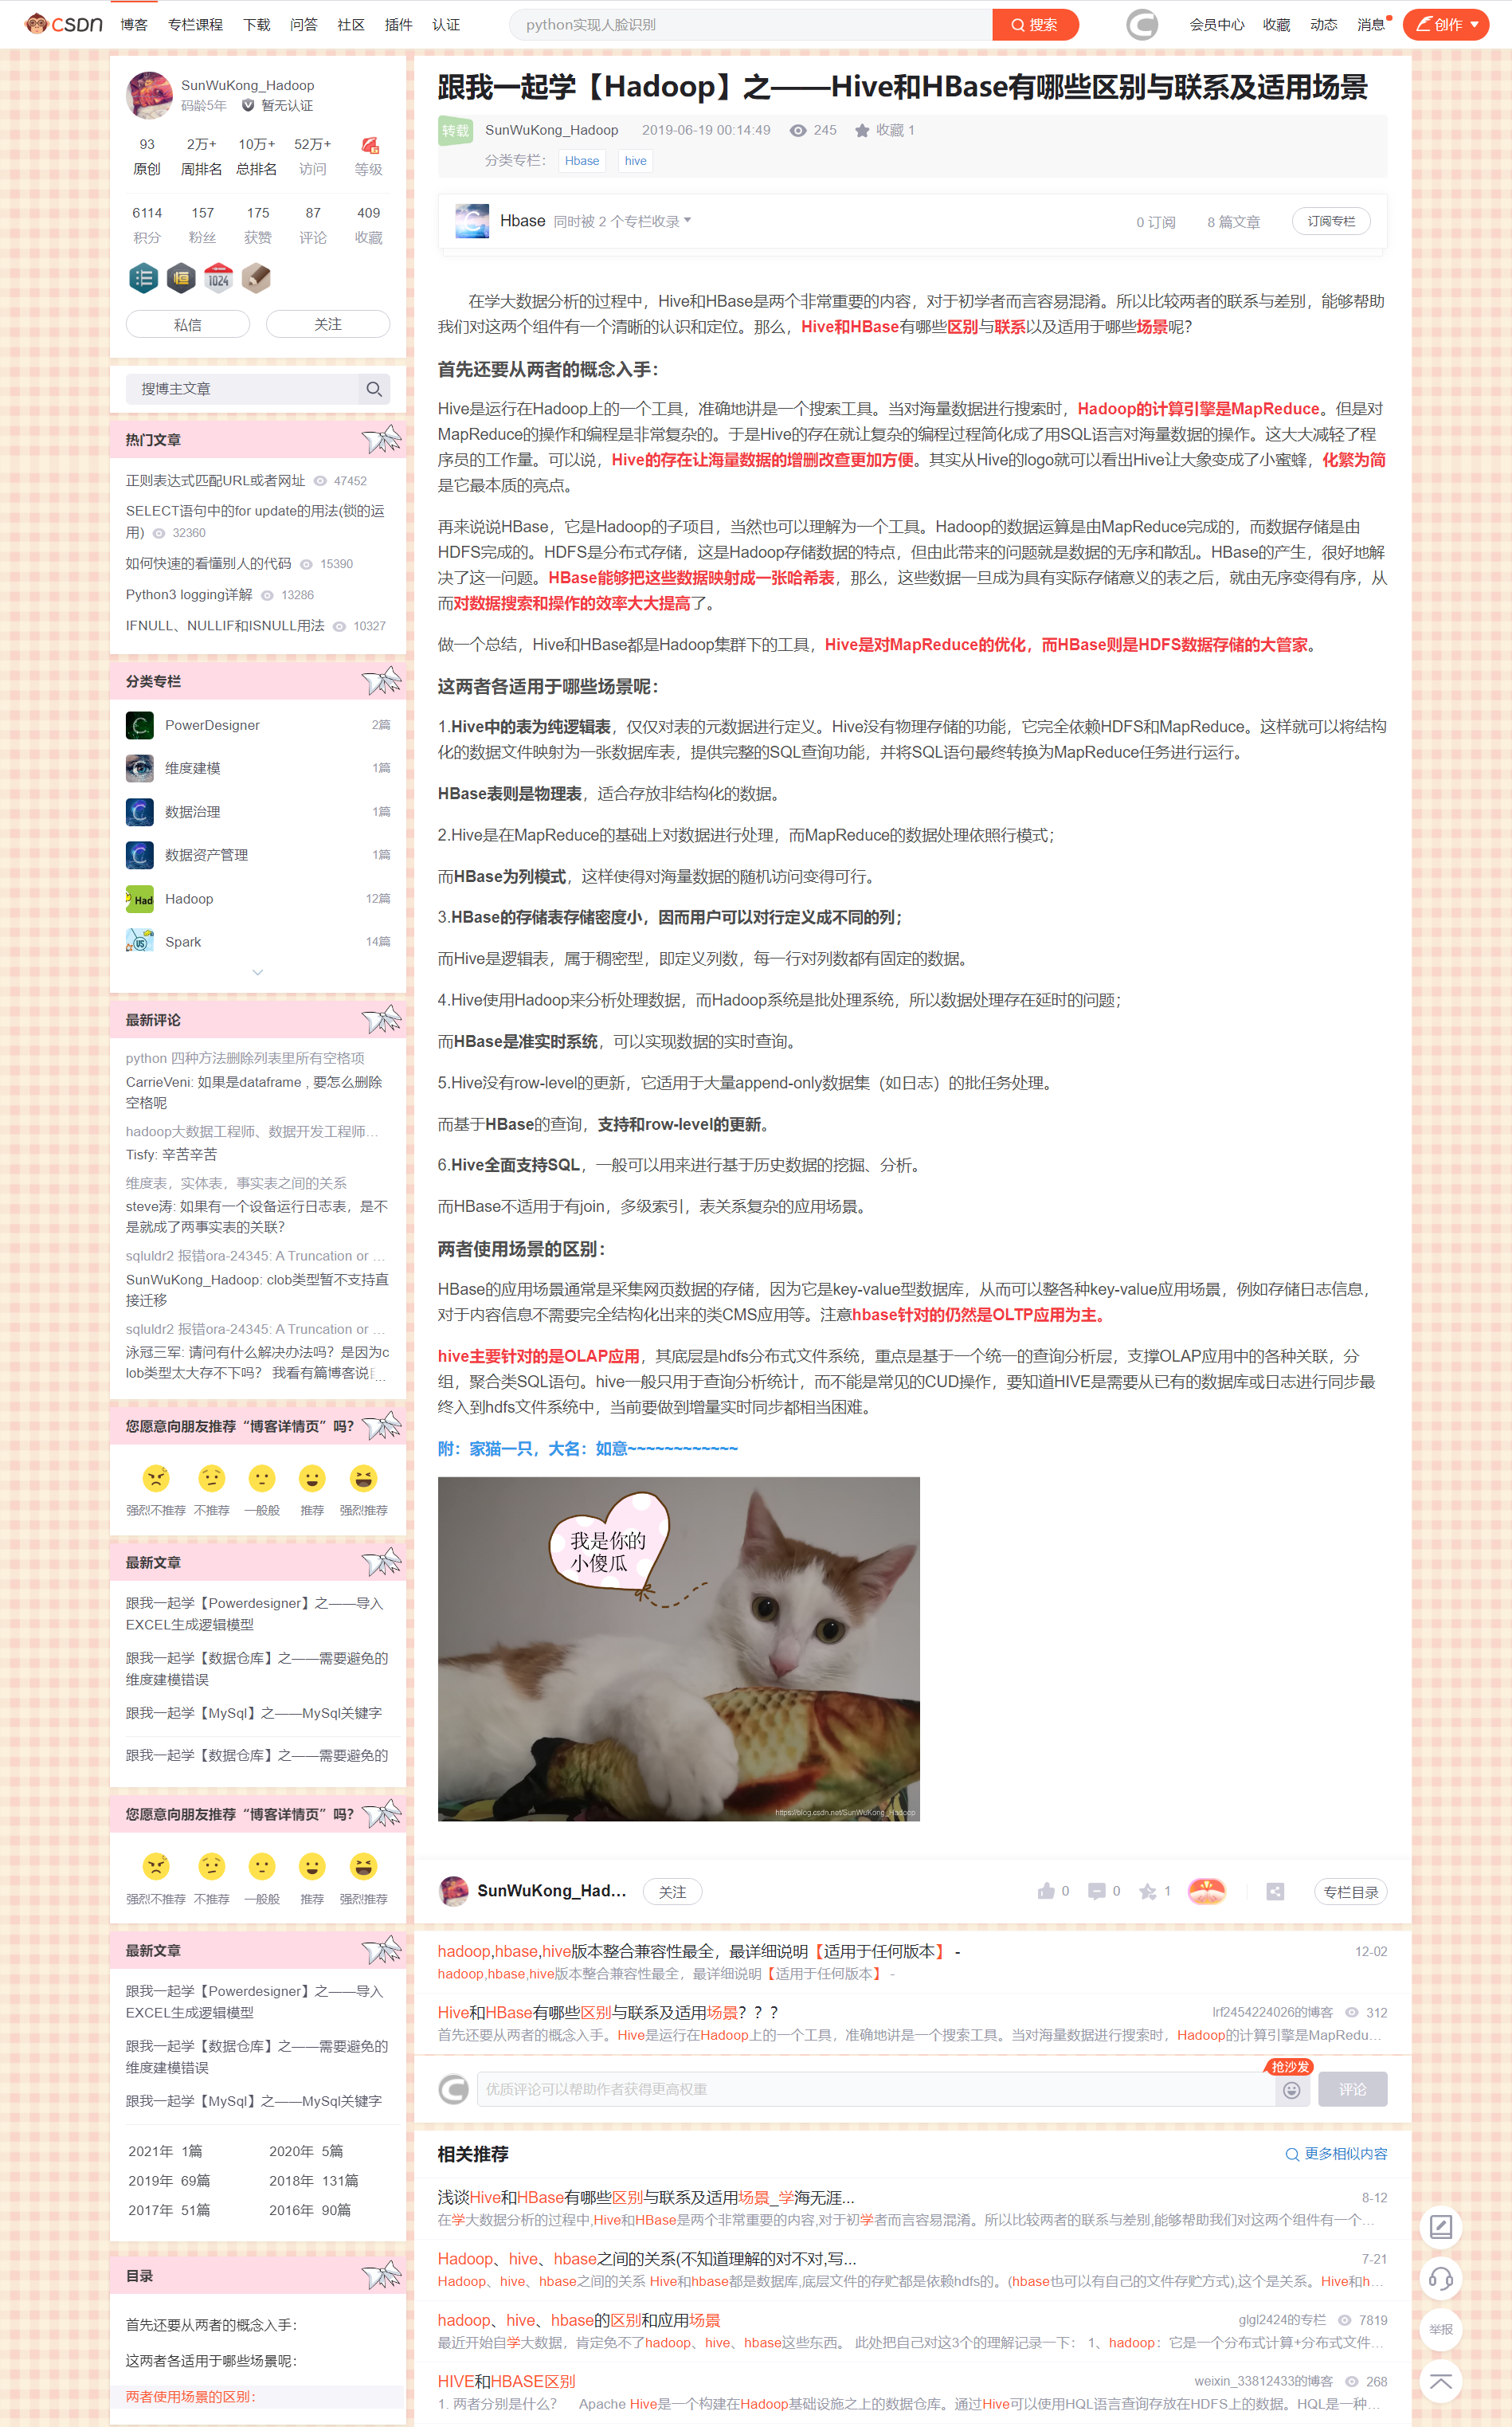 CSDN 博客 专栏课程 下载 问答 社区 插件 认证 python实现人脸识别 搜索 会员中心 收藏 动态 消息 创作
SunWuKong_Hadoop
码龄5年 暂无认证
93 2万+ 10万+ 52万+
原创 周排名 总排名 访问 等级
6114 157 175 87 409
积分 粉丝 获赞 评论 收藏
1024
私信 关注
搜博主文章
热门文章
正则表达式匹配URL或者网址 47452
SELECT语句中的for update的用法(锁的运
用) 32360
如何快速的看懂别人的代码 15390
Python3 logging详解 13286
IFNULL、NULLIF和ISNULL用法 10327
分类专栏
PowerDesigner 2篇
维度建模 1篇
数据治理 1篇
数据资产管理 1篇
Hadoop 12篇
Spark 14篇
最新评论
python 四种方法删除列表里所有空格项
CarrieVeni: 如果是dataframe , 要怎么删除
空格呢
hadoop大数据工程师、数据开发工程师...
Tisfy: 辛苦辛苦
维度表，实体表，事实表之间的关系
steve涛: 如果有一个设备运行日志表，是不
是就成了两事实表的关联?
sqluldr2 报错ora-24345: A Truncation or ...
SunWuKong_Hadoop: clob类型暂不支持直
接迁移
sqluldr2 报错ora-24345: A Truncation or ...
泳冠三军: 请问有什么解决办法吗？是因为c
lob类型太大存不下吗？ 我看有篇博客说...
您愿意向朋友推荐“博客详情页”吗？
强烈不推荐 不推荐 一般般 推荐 强烈推荐
最新文章
跟我一起学【Powerdesigner】之——导入
EXCEL生成逻辑模型
跟我一起学【数据仓库】之——需要避免的
维度建模错误
跟我一起学【MySql】之——MySql关键字
跟我一起学【数据仓库】之——需要避免的
您愿意向朋友推荐“博客详情页”吗？
强烈不推荐 不推荐 一般般 推荐 强烈推荐
最新文章
跟我一起学【Powerdesigner】之——导入
EXCEL生成逻辑模型
跟我一起学【数据仓库】之——需要避免的
维度建模错误
跟我一起学【MySql】之——MySql关键字
2021年 1篇 2020年 5篇
2019年 69篇 2018年 131篇
2017年 51篇 2016年 90篇
目录
首先还要从两者的概念入手：
这两者各适用于哪些场景呢：
两者使用场景的区别：
跟我一起学【Hadoop】之——Hive和HBase有哪些区别与联系及适用场景
转载 SunWuKong_Hadoop 2019-06-19 00:14:49 245 收藏 1
分类专栏： Hbase hive
Hbase 同时被 2 个专栏收录 0 订阅 8 篇文章 订阅专栏
在学大数据分析的过程中，Hive和HBase是两个非常重要的内容，对于初学者而言容易混淆。所以比较两者的联系与差别，能够帮助
我们对这两个组件有一个清晰的认识和定位。那么，Hive和HBase有哪些区别与联系以及适用于哪些场景呢？
首先还要从两者的概念入手：
Hive是运行在Hadoop上的一个工具，准确地讲是一个搜索工具。当对海量数据进行搜索时，Hadoop的计算引擎是MapReduce。但是对
MapReduce的操作和编程是非常复杂的。于是Hive的存在就让复杂的编程过程简化成了用SQL语言对海量数据的操作。这大大减轻了程
序员的工作量。可以说，Hive的存在让海量数据的增删改查更加方便。其实从Hive的logo就可以看出Hive让大象变成了小蜜蜂，化繁为简
是它最本质的亮点。
再来说说HBase，它是Hadoop的子项目，当然也可以理解为一个工具。Hadoop的数据运算是由MapReduce完成的，而数据存储是由
HDFS完成的。HDFS是分布式存储，这是Hadoop存储数据的特点，但由此带来的问题就是数据的无序和散乱。HBase的产生，很好地解
决了这一问题。HBase能够把这些数据映射成一张哈希表，那么，这些数据一旦成为具有实际存储意义的表之后，就由无序变得有序，从
而对数据搜索和操作的效率大大提高了。
做一个总结，Hive和HBase都是Hadoop集群下的工具，Hive是对MapReduce的优化，而HBase则是HDFS数据存储的大管家。
这两者各适用于哪些场景呢：
1.Hive中的表为纯逻辑表，仅仅对表的元数据进行定义。Hive没有物理存储的功能，它完全依赖HDFS和MapReduce。这样就可以将结构
化的数据文件映射为一张数据库表，提供完整的SQL查询功能，并将SQL语句最终转换为MapReduce任务进行运行。
HBase表则是物理表，适合存放非结构化的数据。
2.Hive是在MapReduce的基础上对数据进行处理，而MapReduce的数据处理依照行模式；
而HBase为列模式，这样使得对海量数据的随机访问变得可行。
3.HBase的存储表存储密度小，因而用户可以对行定义成不同的列；
而Hive是逻辑表，属于稠密型，即定义列数，每一行对列数都有固定的数据。
4.Hive使用Hadoop来分析处理数据，而Hadoop系统是批处理系统，所以数据处理存在延时的问题；
而HBase是准实时系统，可以实现数据的实时查询。
5.Hive没有row-level的更新，它适用于大量append-only数据集（如日志）的批任务处理。
而基于HBase的查询，支持和row-level的更新。
6.Hive全面支持SQL，一般可以用来进行基于历史数据的挖掘、分析。
而HBase不适用于有join，多级索引，表关系复杂的应用场景。
两者使用场景的区别：
HBase的应用场景通常是采集网页数据的存储，因为它是key-value型数据库，从而可以整各种key-value应用场景，例如存储日志信息，
对于内容信息不需要完全结构化出来的类CMS应用等。注意hbase针对的仍然是OLTP应用为主。
hive主要针对的是OLAP应用，其底层是hdfs分布式文件系统，重点是基于一个统一的查询分析层，支撑OLAP应用中的各种关联，分
组，聚合类SQL语句。hive一般只用于查询分析统计，而不能是常见的CUD操作，要知道HIVE是需要从已有的数据库或日志进行同步最
终入到hdfs文件系统中，当前要做到增量实时同步都相当困难。
附：家猫一只，大名：如意~~~~~~~~~~~~
我是你的
小傻瓜
https://blog.csdn.net/SunWuKong_Hadoop
SunWuKong_Had... 关注 0 0 1 专栏目录
hadoop,hbase,hive版本整合兼容性最全，最详细说明【适用于任何版本】 - 12-02
hadoop,hbase,hive版本整合兼容性最全，最详细说明【适用于任何版本】 -
Hive和HBase有哪些区别与联系及适用场景？？？ lrf2454224026的博客 312
首先还要从两者的概念入手。Hive是运行在Hadoop上的一个工具，准确地讲是一个搜索工具。当对海量数据进行搜索时，Hadoop的计算引擎是MapRedu...
抢沙发
优质评论可以帮助作者获得更高权重 评论
相关推荐 更多相似内容
浅谈Hive和HBase有哪些区别与联系及适用场景_学海无涯... 8-12
在学大数据分析的过程中,Hive和HBase是两个非常重要的内容,对于初学者而言容易混淆。所以比较两者的联系与差别,能够帮助我们对这两个组件有一个...
Hadoop、hive、hbase之间的关系(不知道理解的对不对,写... 7-21
Hadoop、hive、hbase之间的关系 Hive和hbase都是数据库,底层文件的存贮都是依赖hdfs的。(hbase也可以有自己的文件存贮方式),这个是关系。Hive和h...
hadoop、hive、hbase的区别和应用场景 glgl2424的专栏 7819
最近开始自学大数据，肯定免不了hadoop、hive、hbase这些东西。 此处把自己对这3个的理解记录一下： 1、hadoop：它是一个分布式计算+分布式文件...
HIVE和HBASE区别 weixin_33812433的博客 268
1. 两者分别是什么？ Apache Hive是一个构建在Hadoop基础设施之上的数据仓库。通过Hive可以使用HQL语言查询存放在HDFS上的数据。HQL是一种...
举报